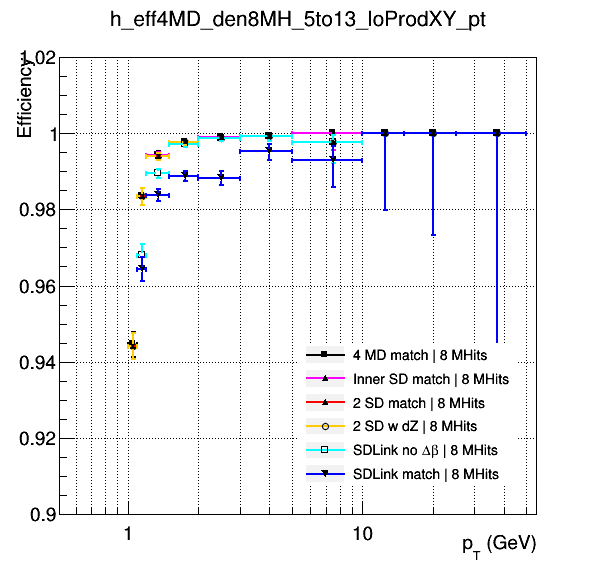 h_eff4MD_den8MH_5to13_loProdXY_pt
Efficiency
1.02
1
0.98
0.96
0.94
0.92
0.9
4 MD match | 8 MHits
Inner SD match | 8 MHits
2 SD match | 8 MHits
2 SD w dZ | 8 MHits
SDLink no Δβ | 8 MHits
SDLink match | 8 MHits
1
10
p_T (GeV)